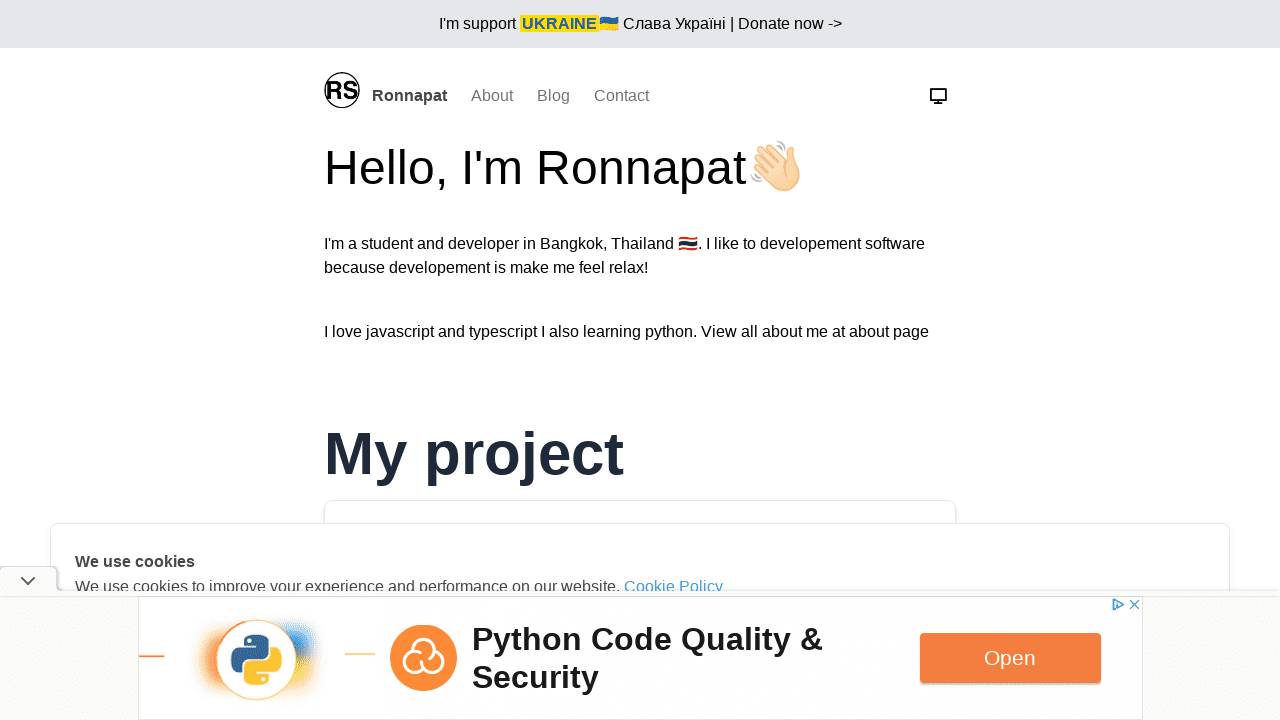 I'm support UKRAINE🇺🇦 Слава Україні | Donate now ->
RS
Ronnapat About Blog Contact
Hello, I'm Ronnapat👋🏻
I'm a student and developer in Bangkok, Thailand 🇹🇭. I like to developement software
because developement is make me feel relax!
I love javascript and typescript I also learning python. View all about me at about page
My project
We use cookies
We use cookies to improve your experience and performance on our website. Cookie Policy
Python Code Quality &
Security
Open